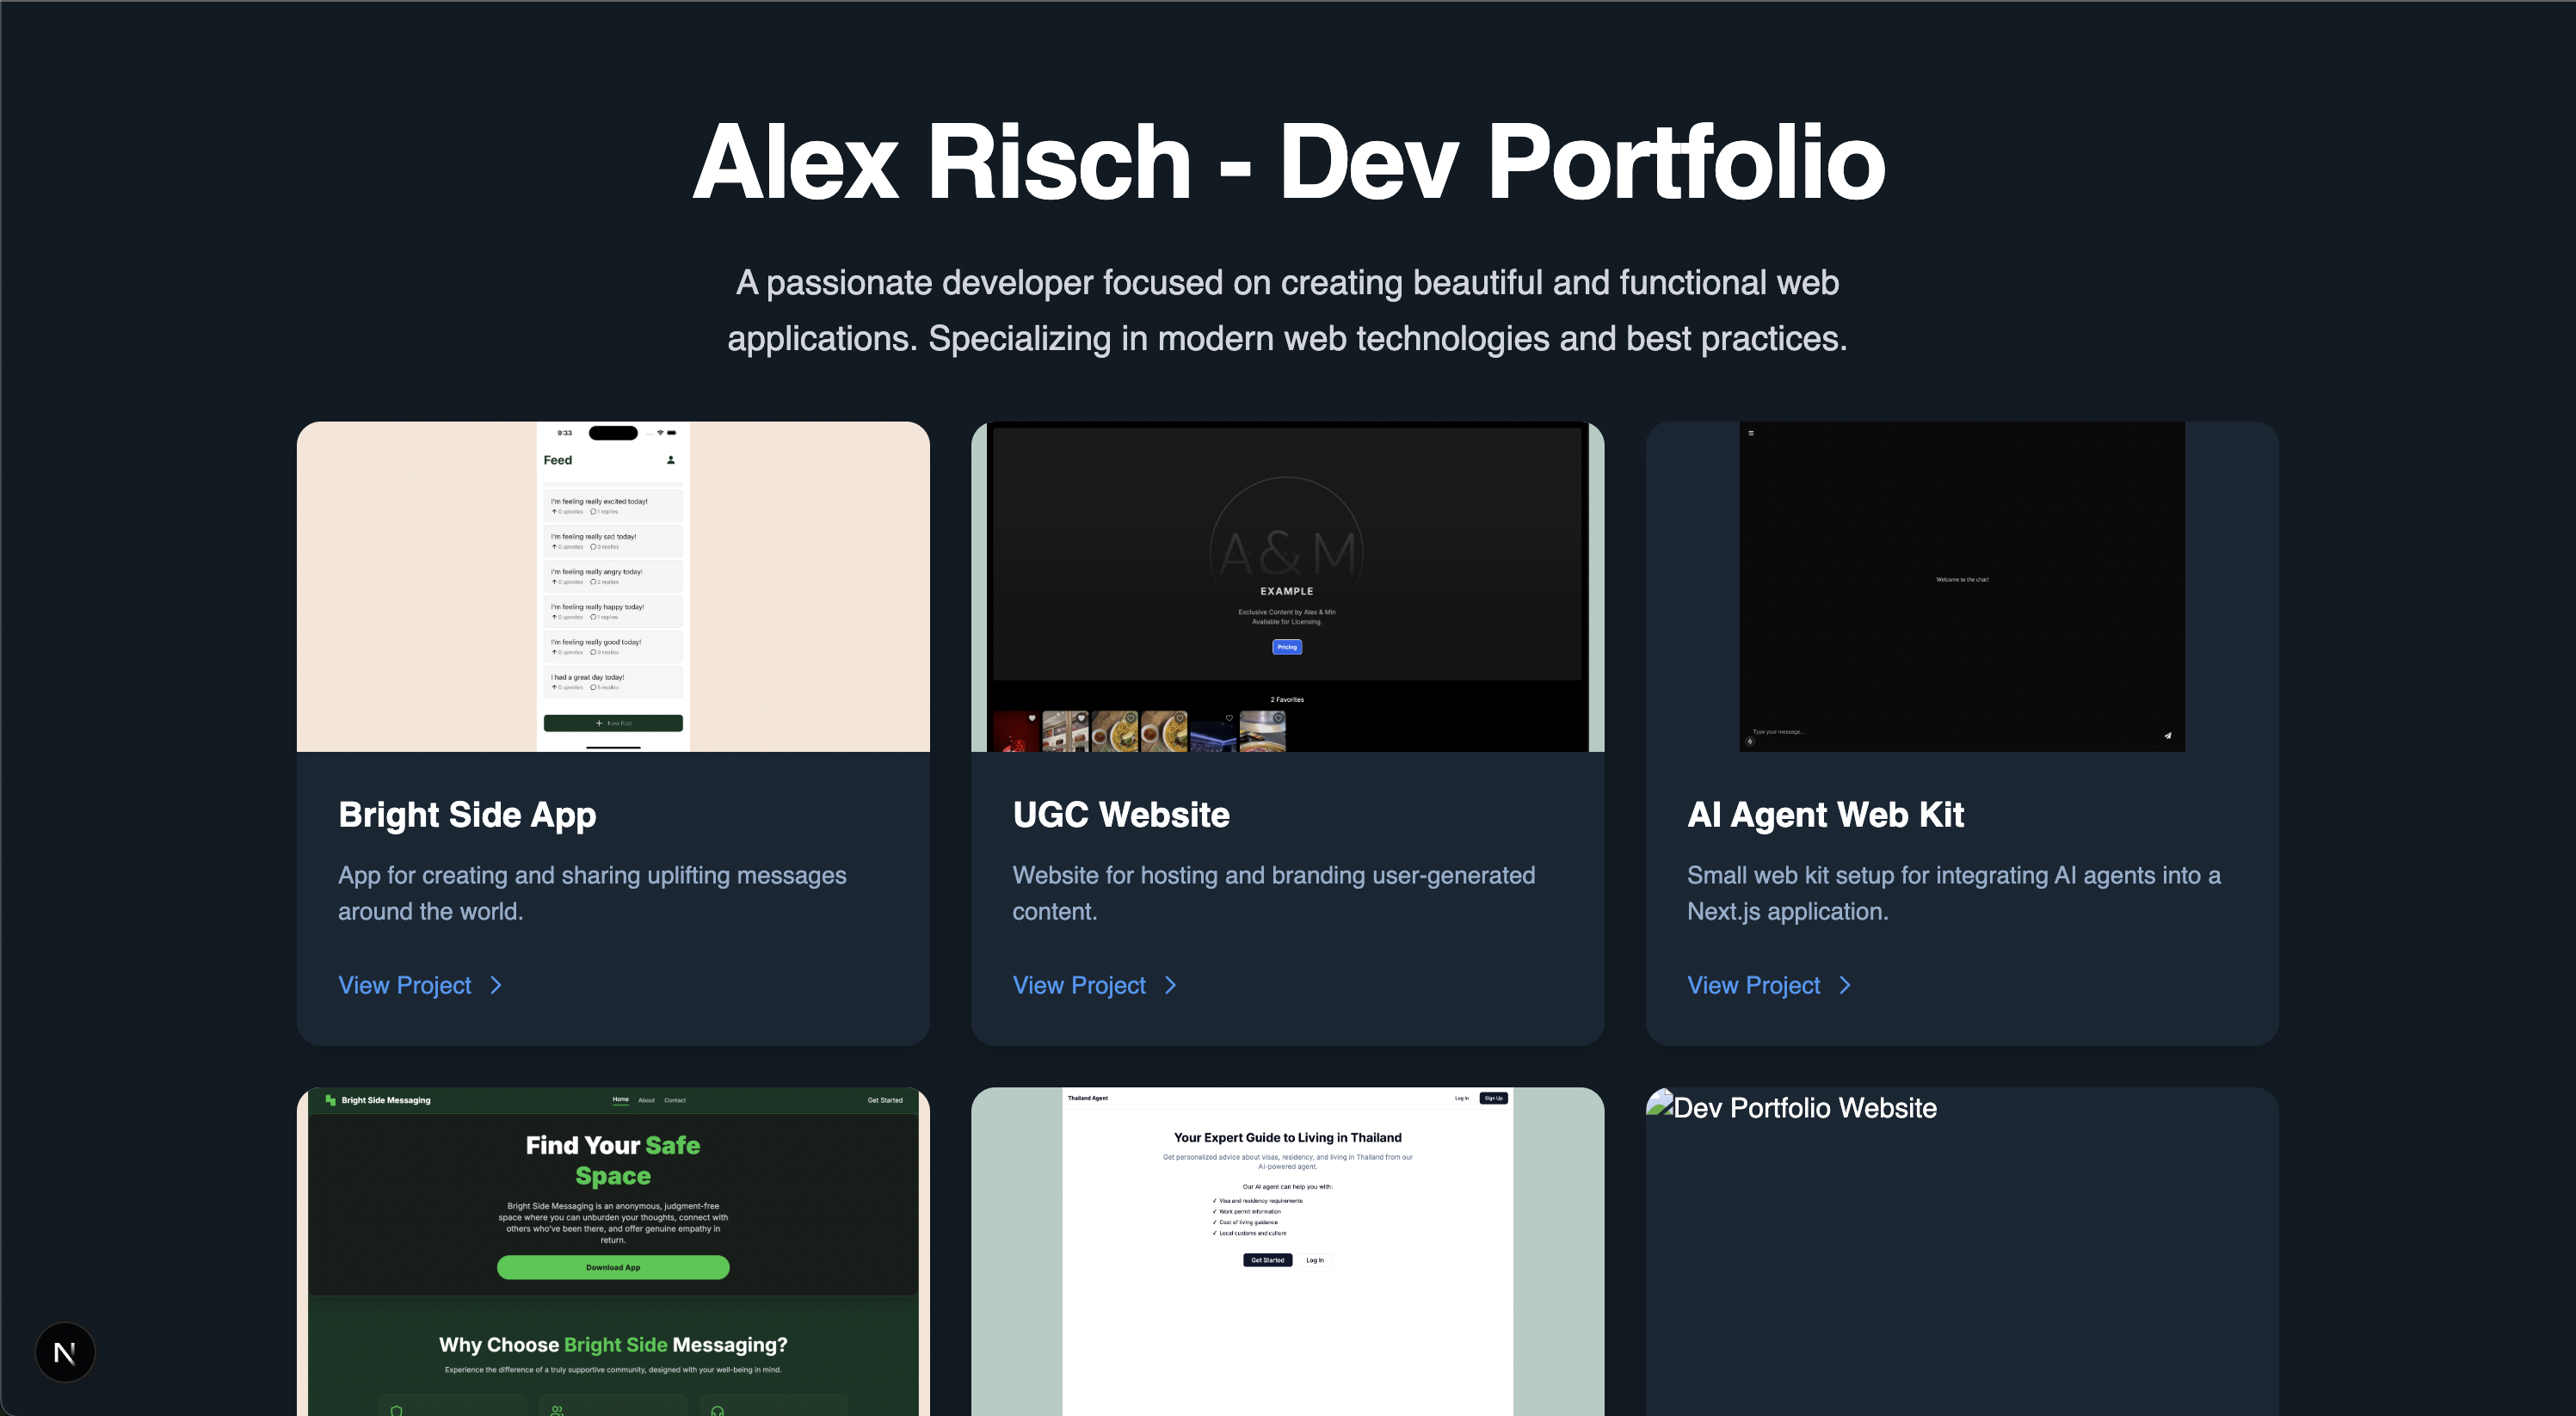 Alex Risch - Dev Portfolio
A passionate developer focused on creating beautiful and functional web
applications. Specializing in modern web technologies and best practices.
9:33
Feed
I'm feeling really excited today!
0 upvotes 1 replies
I'm feeling really sad today!
0 upvotes 0 replies
I'm feeling really angry today!
0 upvotes 2 replies
I'm feeling really happy today!
0 upvotes 1 replies
I'm feeling really good today!
0 upvotes 0 replies
I had a great day today!
0 upvotes 5 replies
New Post
Bright Side App
App for creating and sharing uplifting messages
around the world.
View Project
A&M
EXAMPLE
Exclusive Content by Alex & Min
Available for Licensing.
Pricing
2 Favorites
UGC Website
Website for hosting and branding user-generated
content.
View Project
Welcome to the chat!
Type your message...
AI Agent Web Kit
Small web kit setup for integrating AI agents into a
Next.js application.
View Project
Bright Side Messaging
Home About Contact
Get Started
Find Your Safe
Space
Bright Side Messaging is an anonymous, judgment-free
space where you can unburden your thoughts, connect with
others who've been there, and offer genuine empathy in
return.
Download App
Why Choose Bright Side Messaging?
Experience the difference of a truly supportive community, designed with your well-being in mind.
Thailand Agent
Log In Sign Up
Your Expert Guide to Living in Thailand
Get personalized advice about visas, residency, and living in Thailand from our
AI-powered agent.
Our AI agent can help you with:
✓ Visa and residency requirements
✓ Work permit information
✓ Cost of living guidance
✓ Local customs and culture
Get Started Log In
Dev Portfolio Website
N